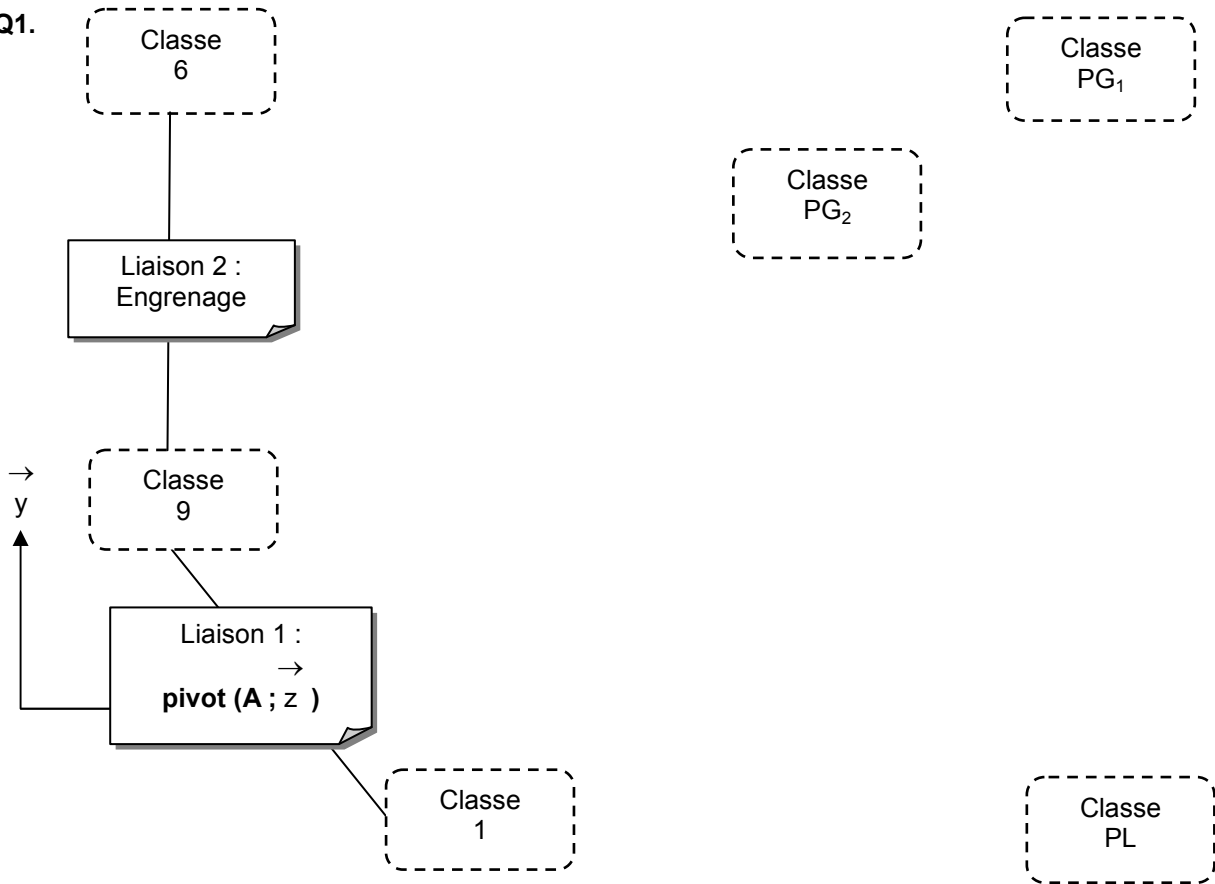 Q1.
Classe
6
Classe
PG₁
Classe
PG₂
Liaison 2 :
Engrenage
Classe
9
→
y
Liaison 1 :
→
pivot (A ; z )
Classe
1
Classe
PL